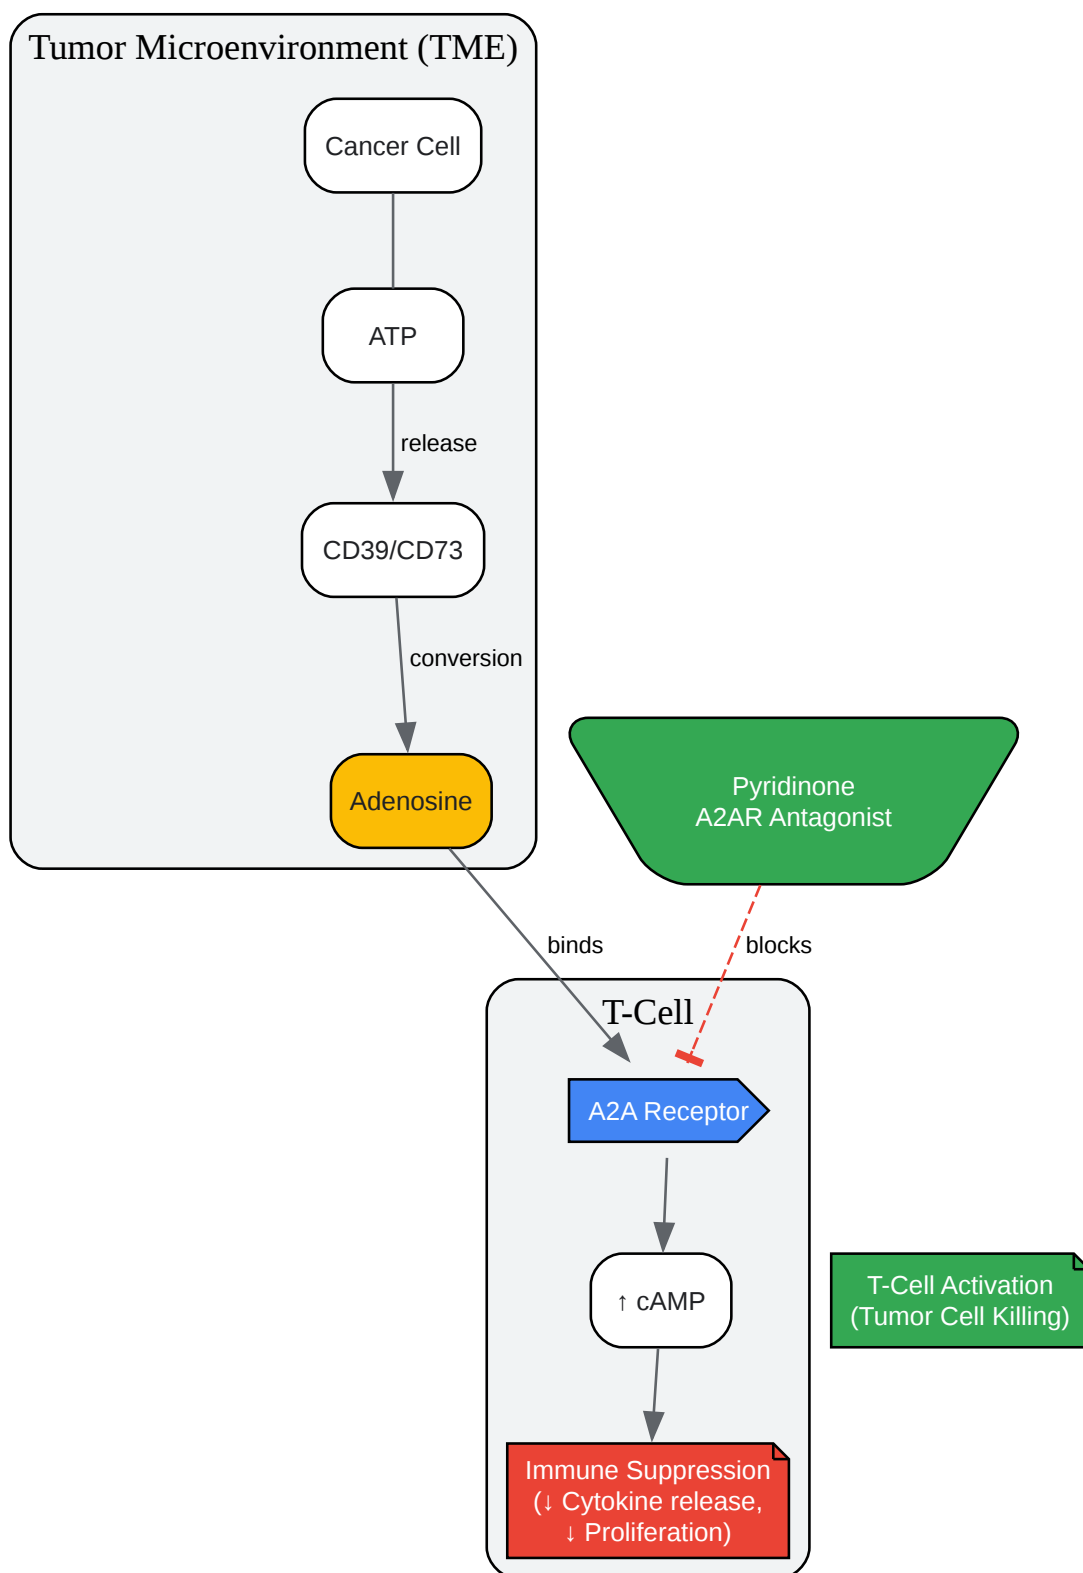 Tumor Microenvironment (TME)
Cancer Cell
ATP
release
CD39/CD73
conversion
Adenosine
Pyridinone
A2AR Antagonist
binds
blocks
T-Cell
A2A Receptor
↑ cAMP
T-Cell Activation
(Tumor Cell Killing)
Immune Suppression
(↓ Cytokine release,
↓ Proliferation)